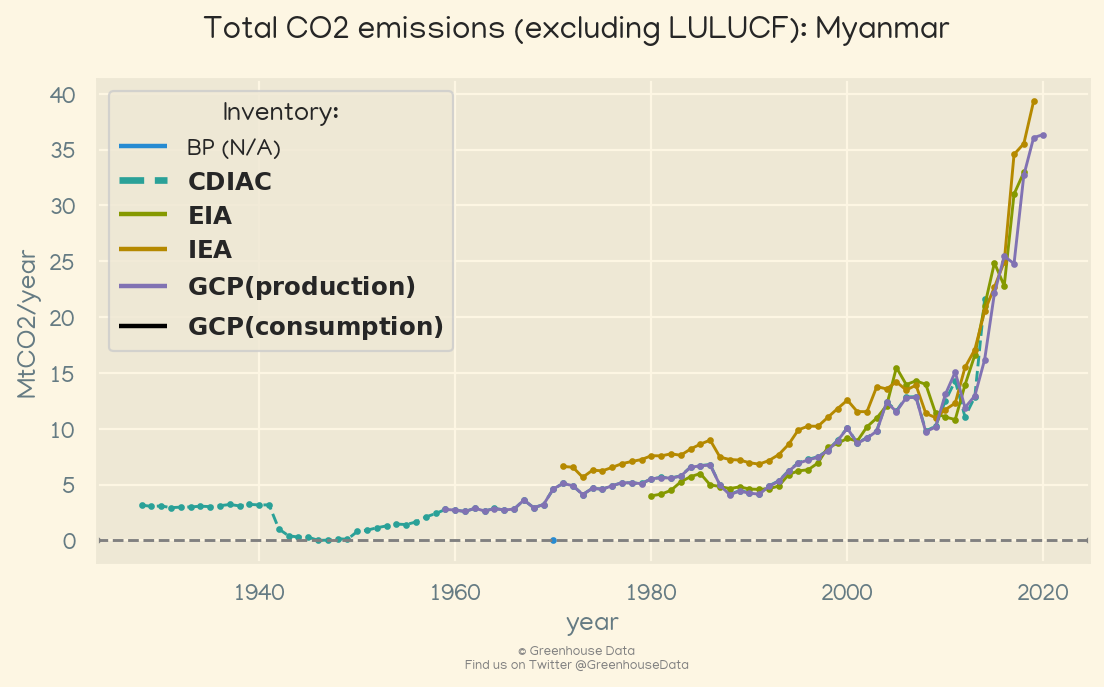 Total CO2 emissions (excluding LULUCF): Myanmar
Inventory:
BP (N/A)
CDIAC
EIA
IEA
GCP(production)
GCP(consumption)
40
35
30
25
20
15
10
5
0
MtCO2/year
1940 1960 1980 2000 2020
year
© Greenhouse Data
Find us on Twitter @GreenhouseData